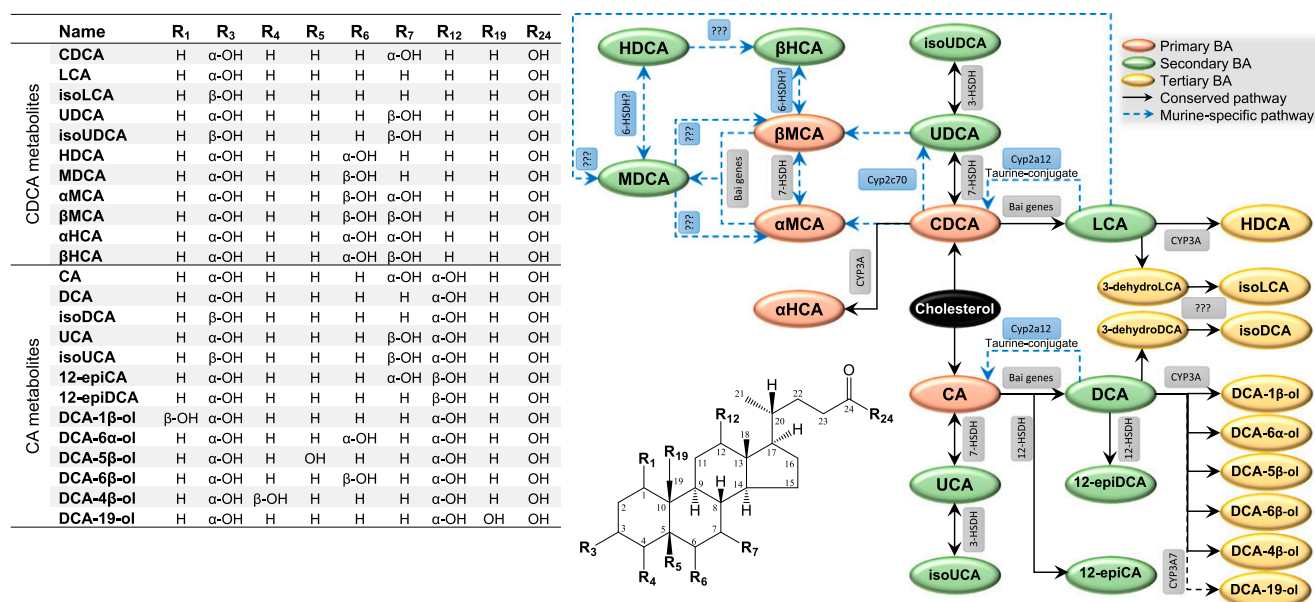 Name R1 R3 R4 R5 R6 R7 R12 R19 R24
CDCA metabolites
CDCA H α-OH H H H α-OH H H OH
LCA H α-OH H H H H H H OH
isoLCA H β-OH H H H H H H OH
UDCA H α-OH H H H β-OH H H OH
isoUDCA H β-OH H H H β-OH H H OH
HDCA H α-OH H H α-OH H H H OH
MDCA H α-OH H H β-OH H H H OH
αMCA H α-OH H H β-OH α-OH H H OH
βMCA H α-OH H H β-OH β-OH H H OH
αHCA H α-OH H H α-OH α-OH H H OH
βHCA H α-OH H H α-OH β-OH H H OH
CA metabolites
CA H α-OH H H H α-OH α-OH H OH
DCA H α-OH H H H H α-OH H OH
isoDCA H β-OH H H H H α-OH H OH
UCA H α-OH H H H β-OH α-OH H OH
isoUCA H β-OH H H H β-OH α-OH H OH
12-epiCA H α-OH H H H α-OH β-OH H OH
12-epiDCA H α-OH H H H H β-OH H OH
DCA-1β-ol β-OH α-OH H H H H α-OH H OH
DCA-6α-ol H α-OH H H α-OH H α-OH H OH
DCA-5β-ol H α-OH H OH H H α-OH H OH
DCA-6β-ol H α-OH H H β-OH H α-OH H OH
DCA-4β-ol H α-OH β-OH H H H α-OH H OH
DCA-19-ol H α-OH H H H H α-OH OH OH
HDCA
???
βHCA
isoUDCA
Primary BA
Secondary BA
Tertiary BA
Conserved pathway
Murine-specific pathway
6-HSDH?
6-HSDH?
3-HSDH
???
βMCA
UDCA
???
MDCA
Bai genes
7-HSDH
Cyp2c70
7-HSDH
Cyp2a12
Taurine-conjugate
???
αMCA
CDCA
Bai genes
LCA
CYP3A
HDCA
CYP3A
αHCA
Cholesterol
3-dehydroLCA
isoLCA
???
3-dehydroDCA
isoDCA
Cyp2a12
Taurine-conjugate
CA
Bai genes
DCA
CYP3A
DCA-1β-ol
7-HSDH
12-HSDH
12-HSDH
DCA-6α-ol
UCA
12-epiDCA
DCA-5β-ol
3-HSDH
DCA-6β-ol
isoUCA
12-epiCA
CYP3A7
DCA-4β-ol
DCA-19-ol
H
O
21
22
20
23
24
R24
R12
12
18
17
H
R1
R19
11
13
16
19
H
14
15
1
9
2
10
H
8
H
3
5
7
4
6
R3
R4
R5
R6
R7